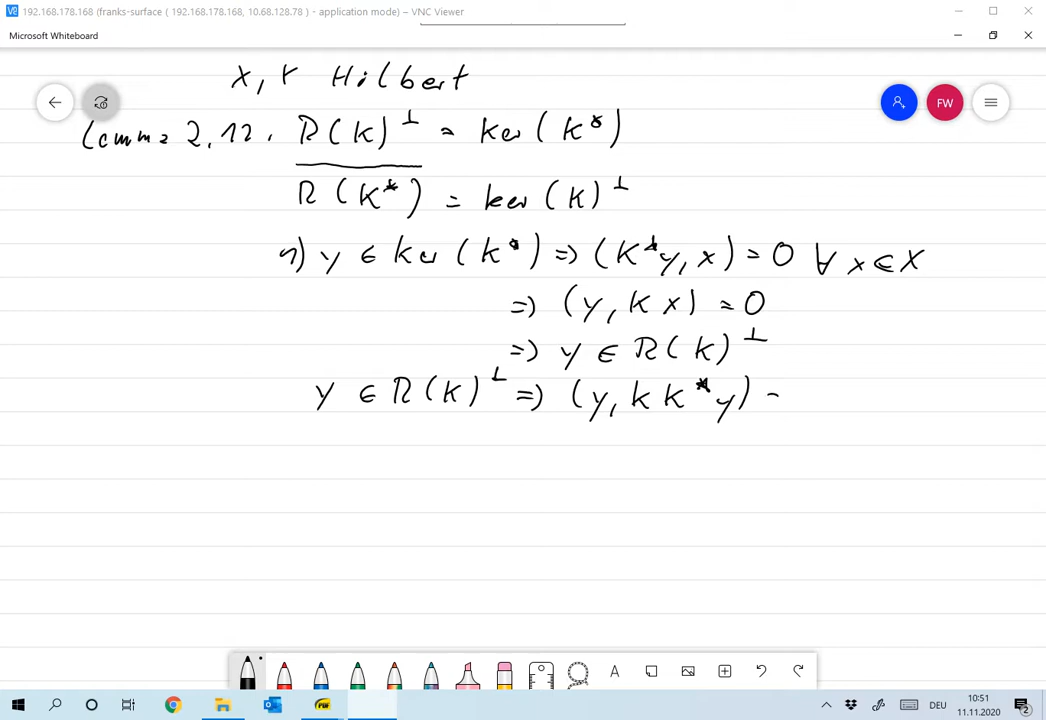 192.168.178.168 (franks-surface ( 192.168.178.168, 10.68.128.78 ) - application mode) – VNC Viewer
Microsoft Whiteboard
X, Y Hilbert
FW
Lemma 2.12. R(K)^⊥ = ker(K*)
\overline{R(K*)} = ker(K)^⊥
1) y ∈ ker(K*) ⇒ (K*y, x) = 0 ∀ x ∈ X
⇒ (y, Kx) = 0
⇒ y ∈ R(K)^⊥
y ∈ R(K)^⊥ ⇒ (y, KK*y) =
A
DEU
10:51
11.11.2020
2